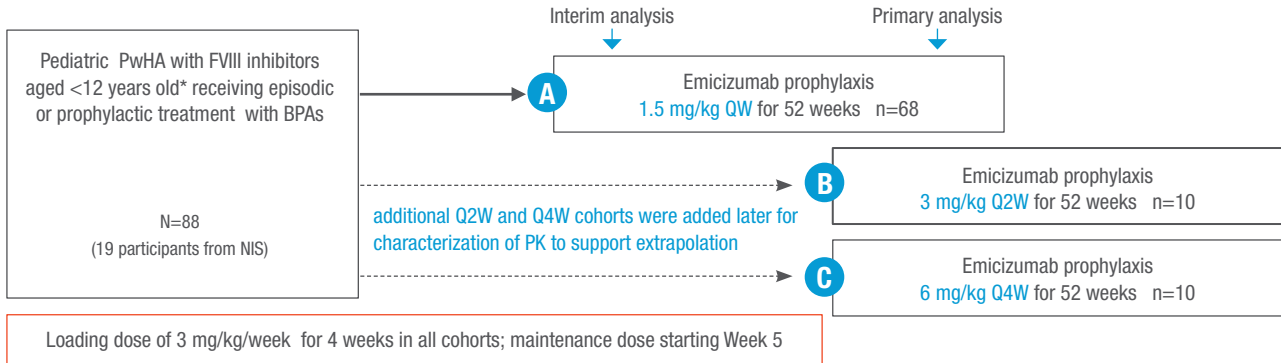 Interim analysis
Primary analysis
Pediatric PwHA with FVIII inhibitors
aged <12 years old* receiving episodic
or prophylactic treatment with BPAs
N=88
(19 participants from NIS)
A
Emicizumab prophylaxis
1.5 mg/kg QW for 52 weeks n=68
B
Emicizumab prophylaxis
3 mg/kg Q2W for 52 weeks n=10
additional Q2W and Q4W cohorts were added later for
characterization of PK to support extrapolation
C
Emicizumab prophylaxis
6 mg/kg Q4W for 52 weeks n=10
Loading dose of 3 mg/kg/week for 4 weeks in all cohorts; maintenance dose starting Week 5